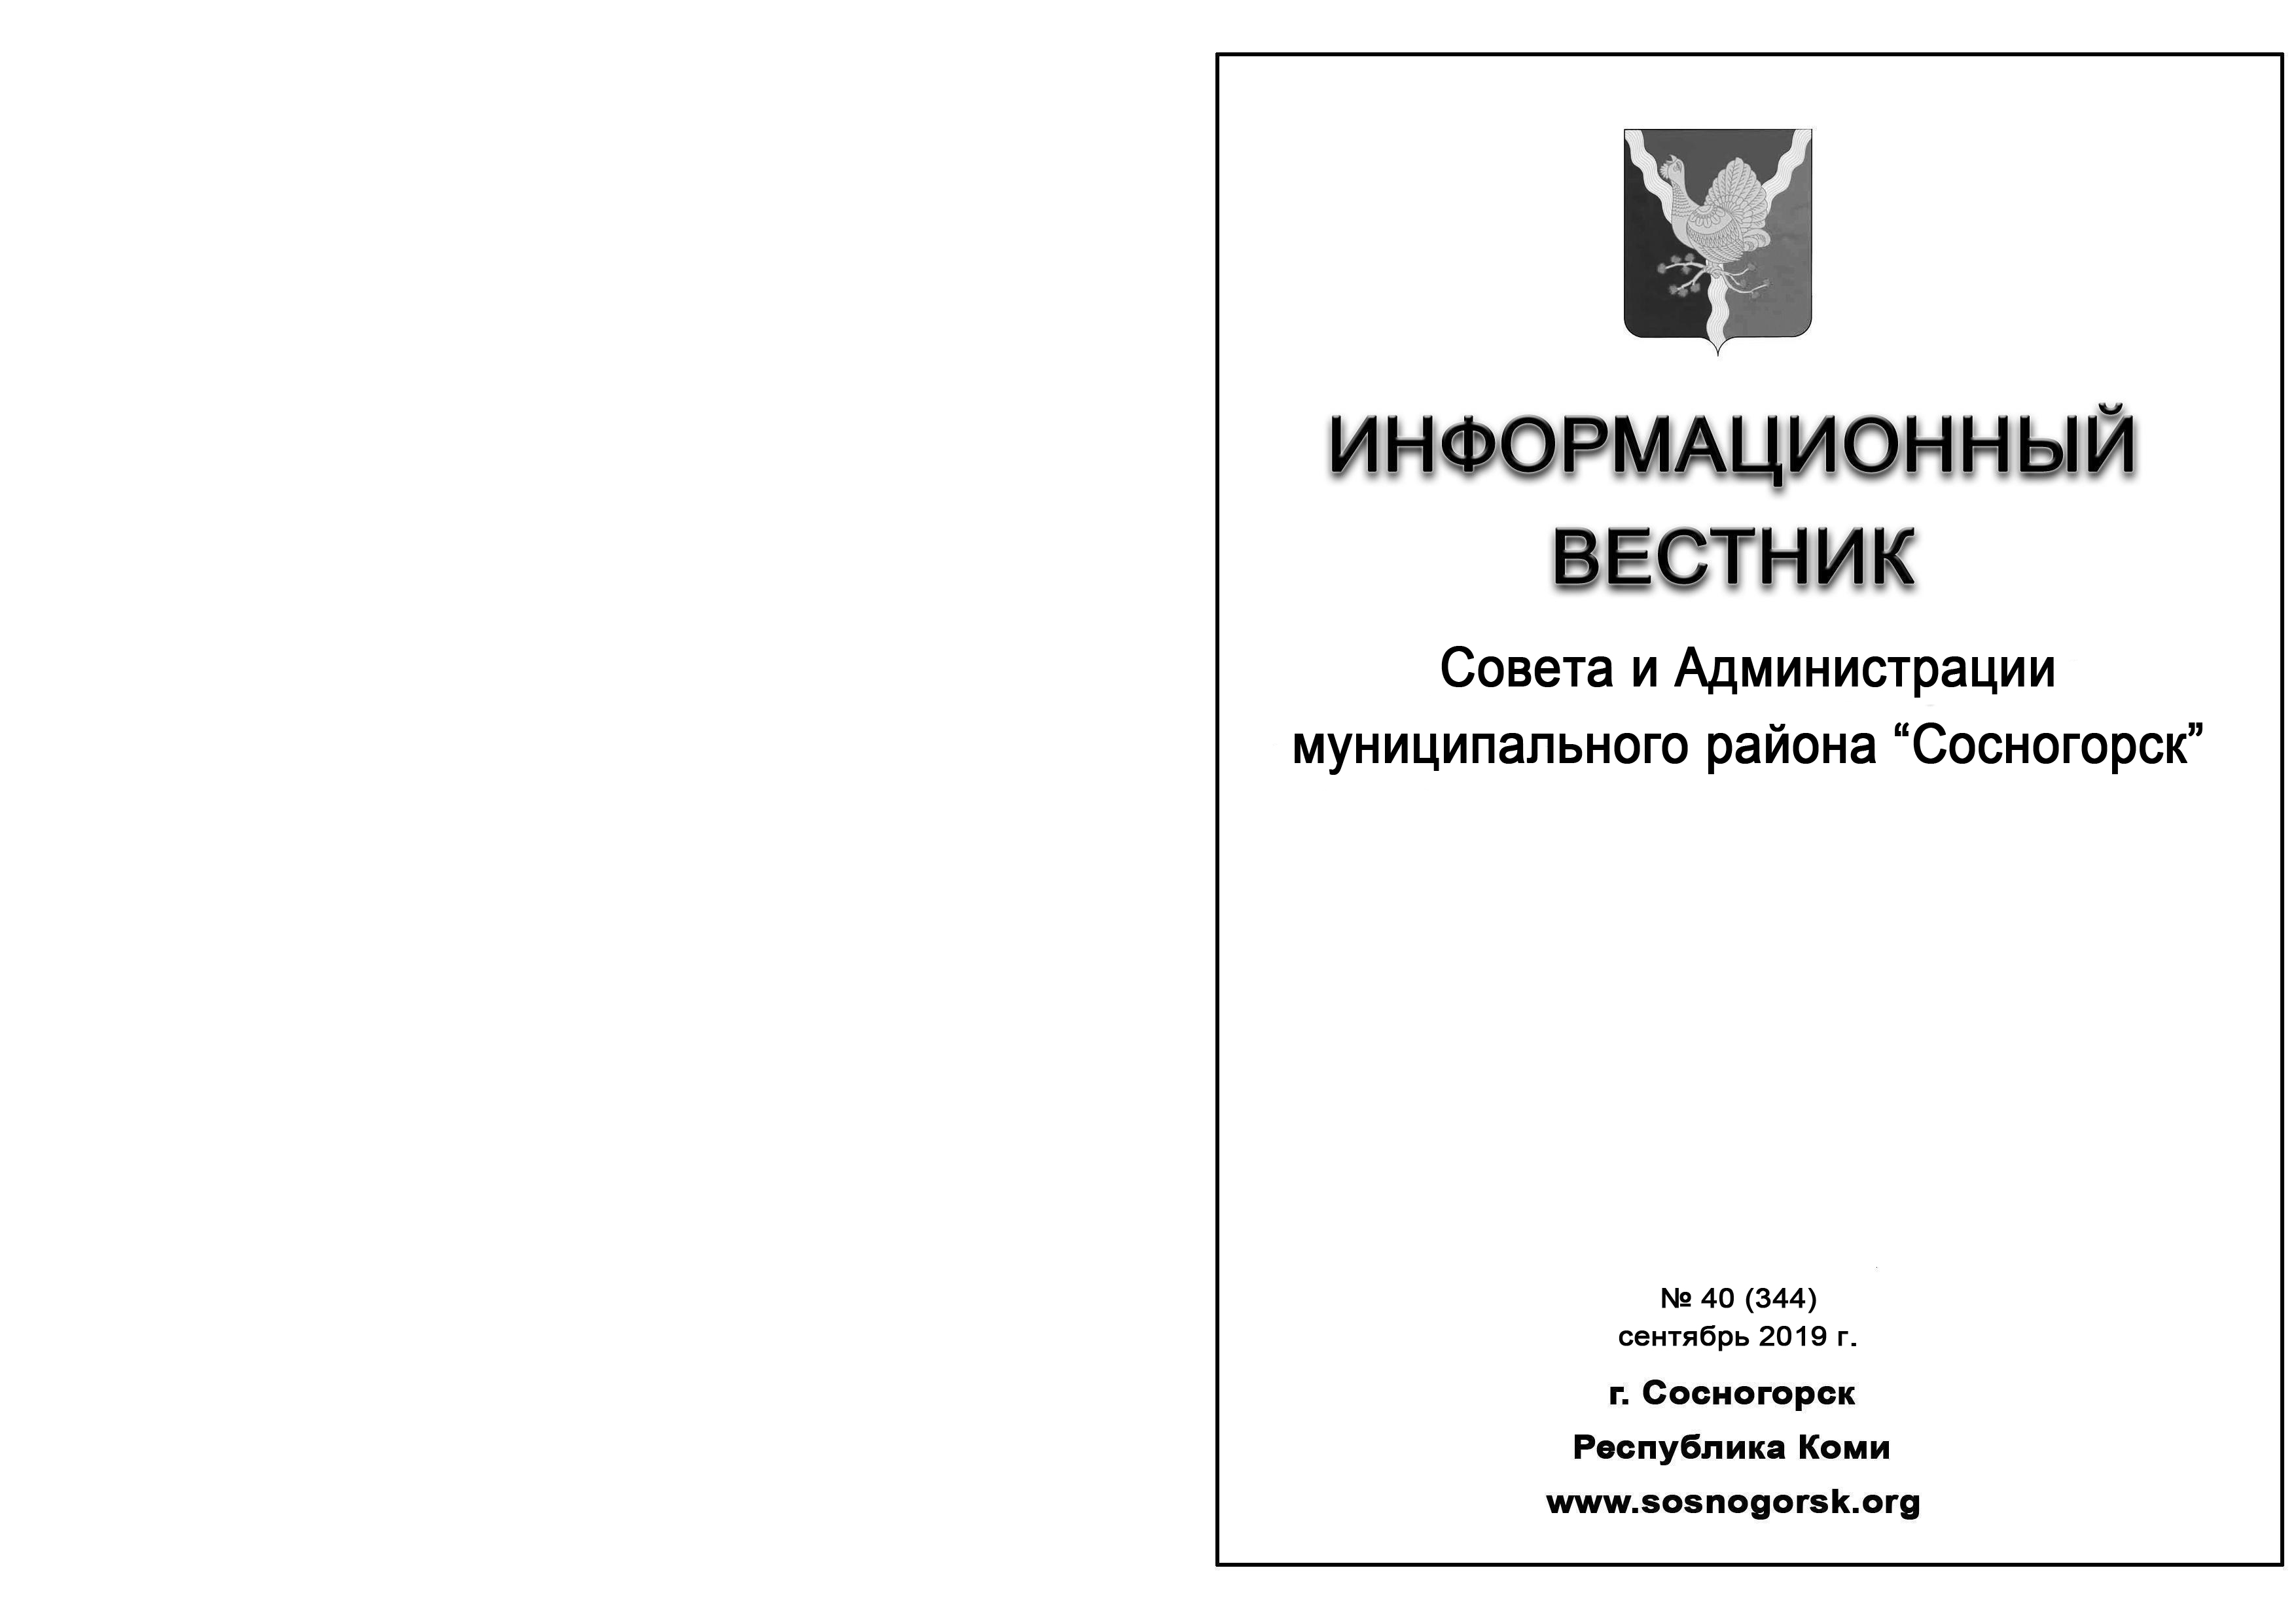 ИНФОРМАЦИОННЫЙ
ВЕСТНИК
Совета и Администрации
муниципального района “Сосногорск”
№ 40 (344)
сентябрь 2019 г.
г. Сосногорск
Республика Коми
www.sosnogorsk.org